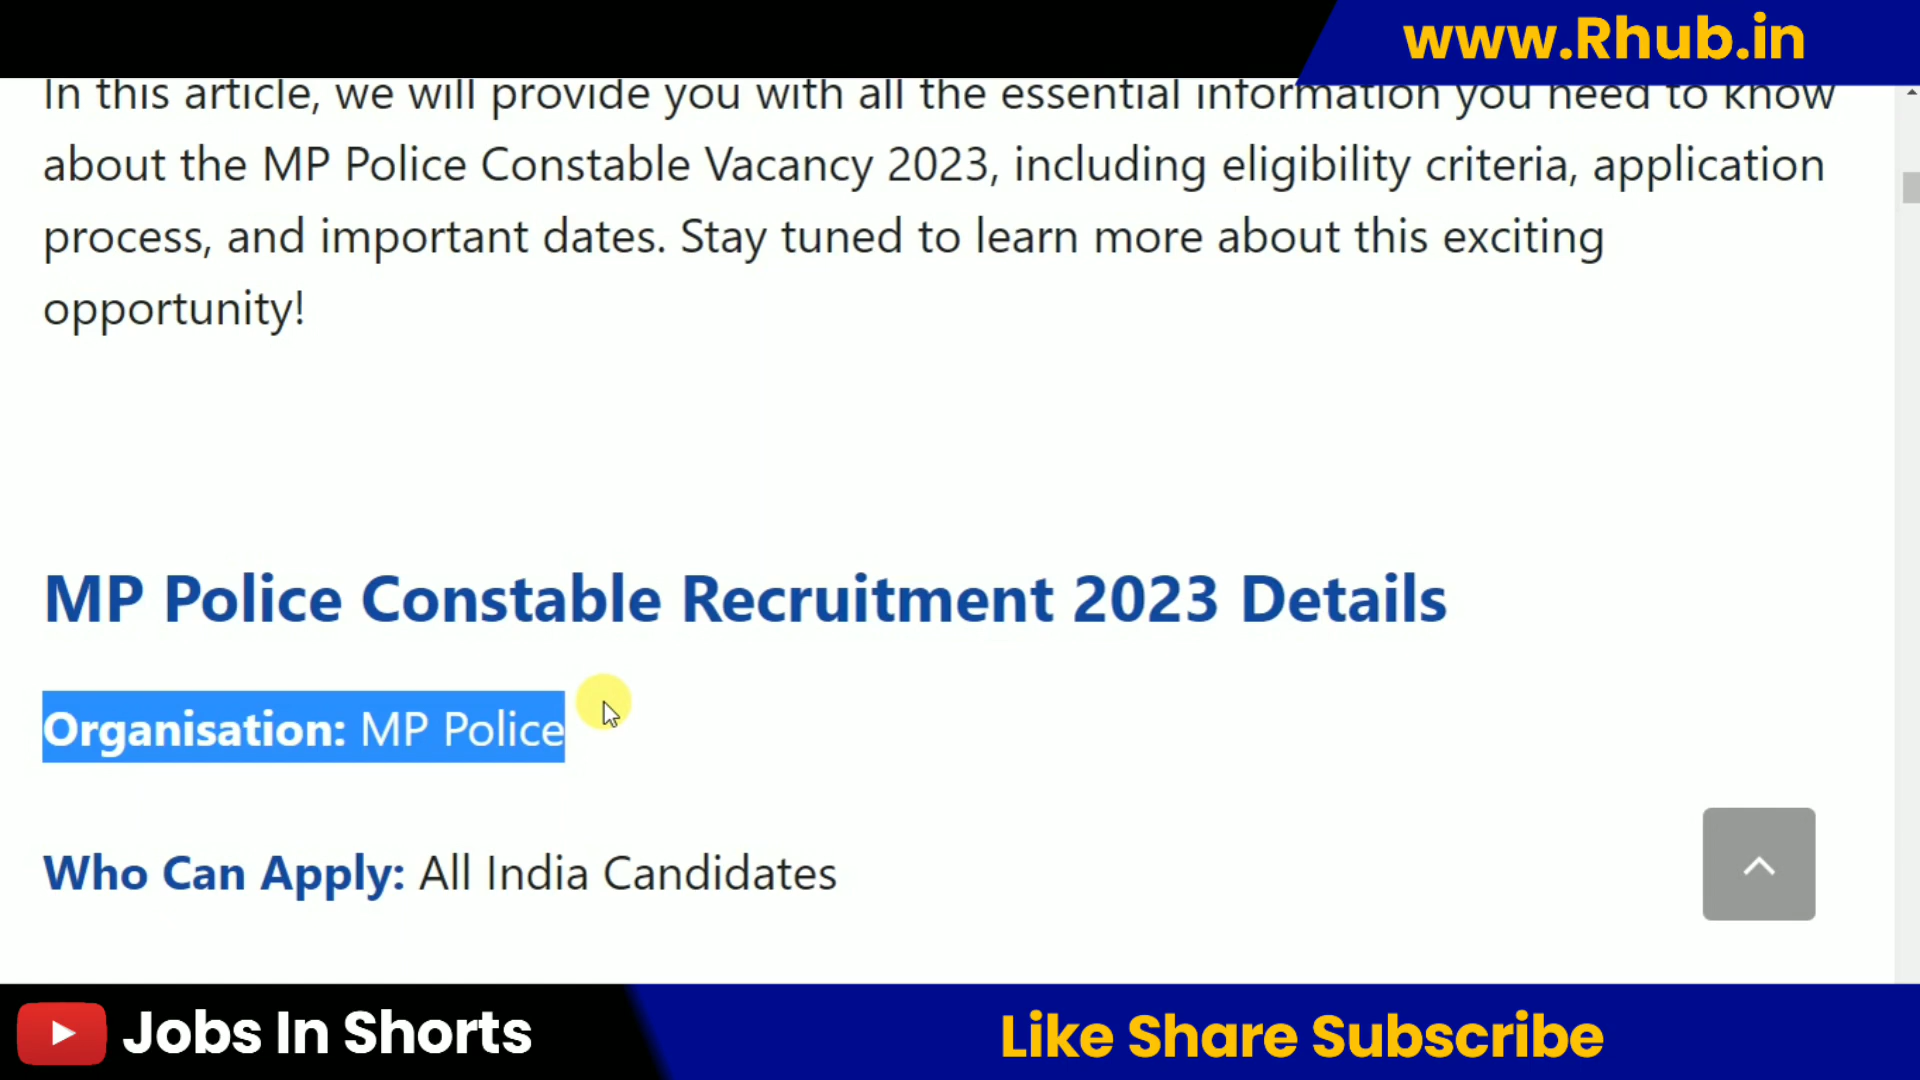 www.Rhub.in
In this article, we will provide you with all the essential information you need to know
about the MP Police Constable Vacancy 2023, including eligibility criteria, application
process, and important dates. Stay tuned to learn more about this exciting
opportunity!
MP Police Constable Recruitment 2023 Details
Organisation: MP Police
Who Can Apply: All India Candidates
Jobs In Shorts
Like Share Subscribe